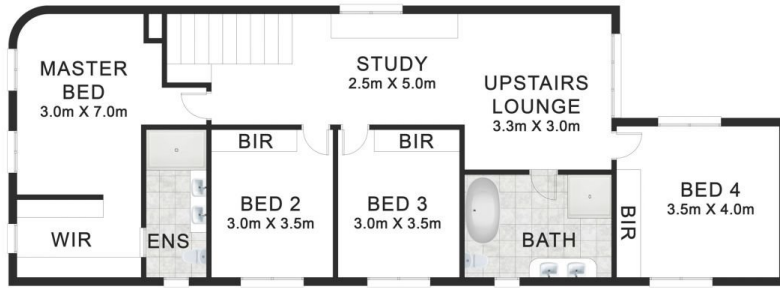 MASTER
BED
3.0m X 7.0m
STUDY
2.5m X 5.0m
UPSTAIRS
LOUNGE
3.3m X 3.0m
BIR
BIR
BED 2
3.0m X 3.5m
BED 3
3.0m X 3.5m
BED 4
3.5m X 4.0m
BIR
WIR
ENS
BATH